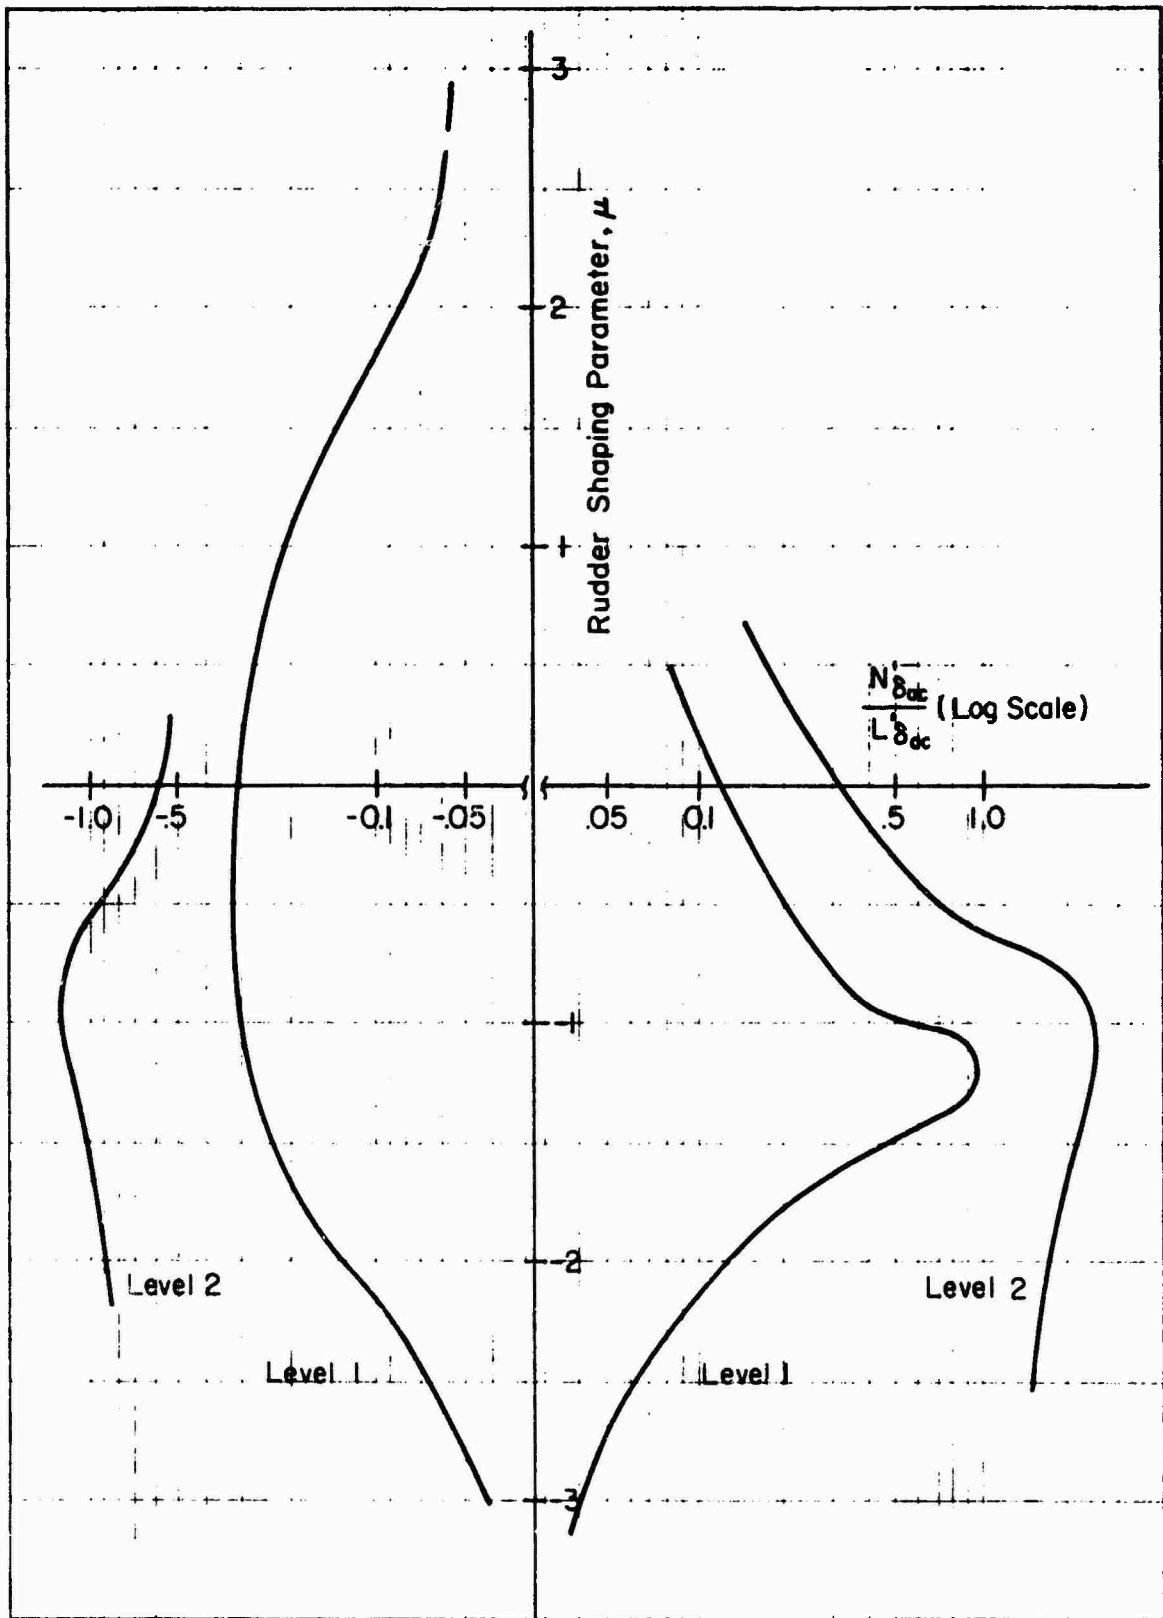 3
2
Rudder Shaping Parameter, μ
1
N'δac
L'δac (Log Scale)
-1.0 -.5 -0.1 -.05 .05 0.1 .5 1.0
-1
-2
Level 2 Level 2
Level 1 Level 1
-3